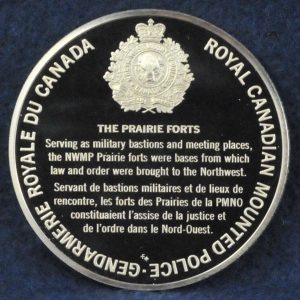 ROYAL CANADIAN MOUNTED POLICE · GENDARMERIE ROYALE DU CANADA
THE PRAIRIE FORTS
Serving as military bastions and meeting places,
the NWMP Prairie forts were bases from which
law and order were brought to the Northwest.
Servant de bastions militaires et de lieux de
rencontre, les forts des Prairies de la PMNO
constituaient l'assise de la justice et
de l'ordre dans le Nord-Ouest.